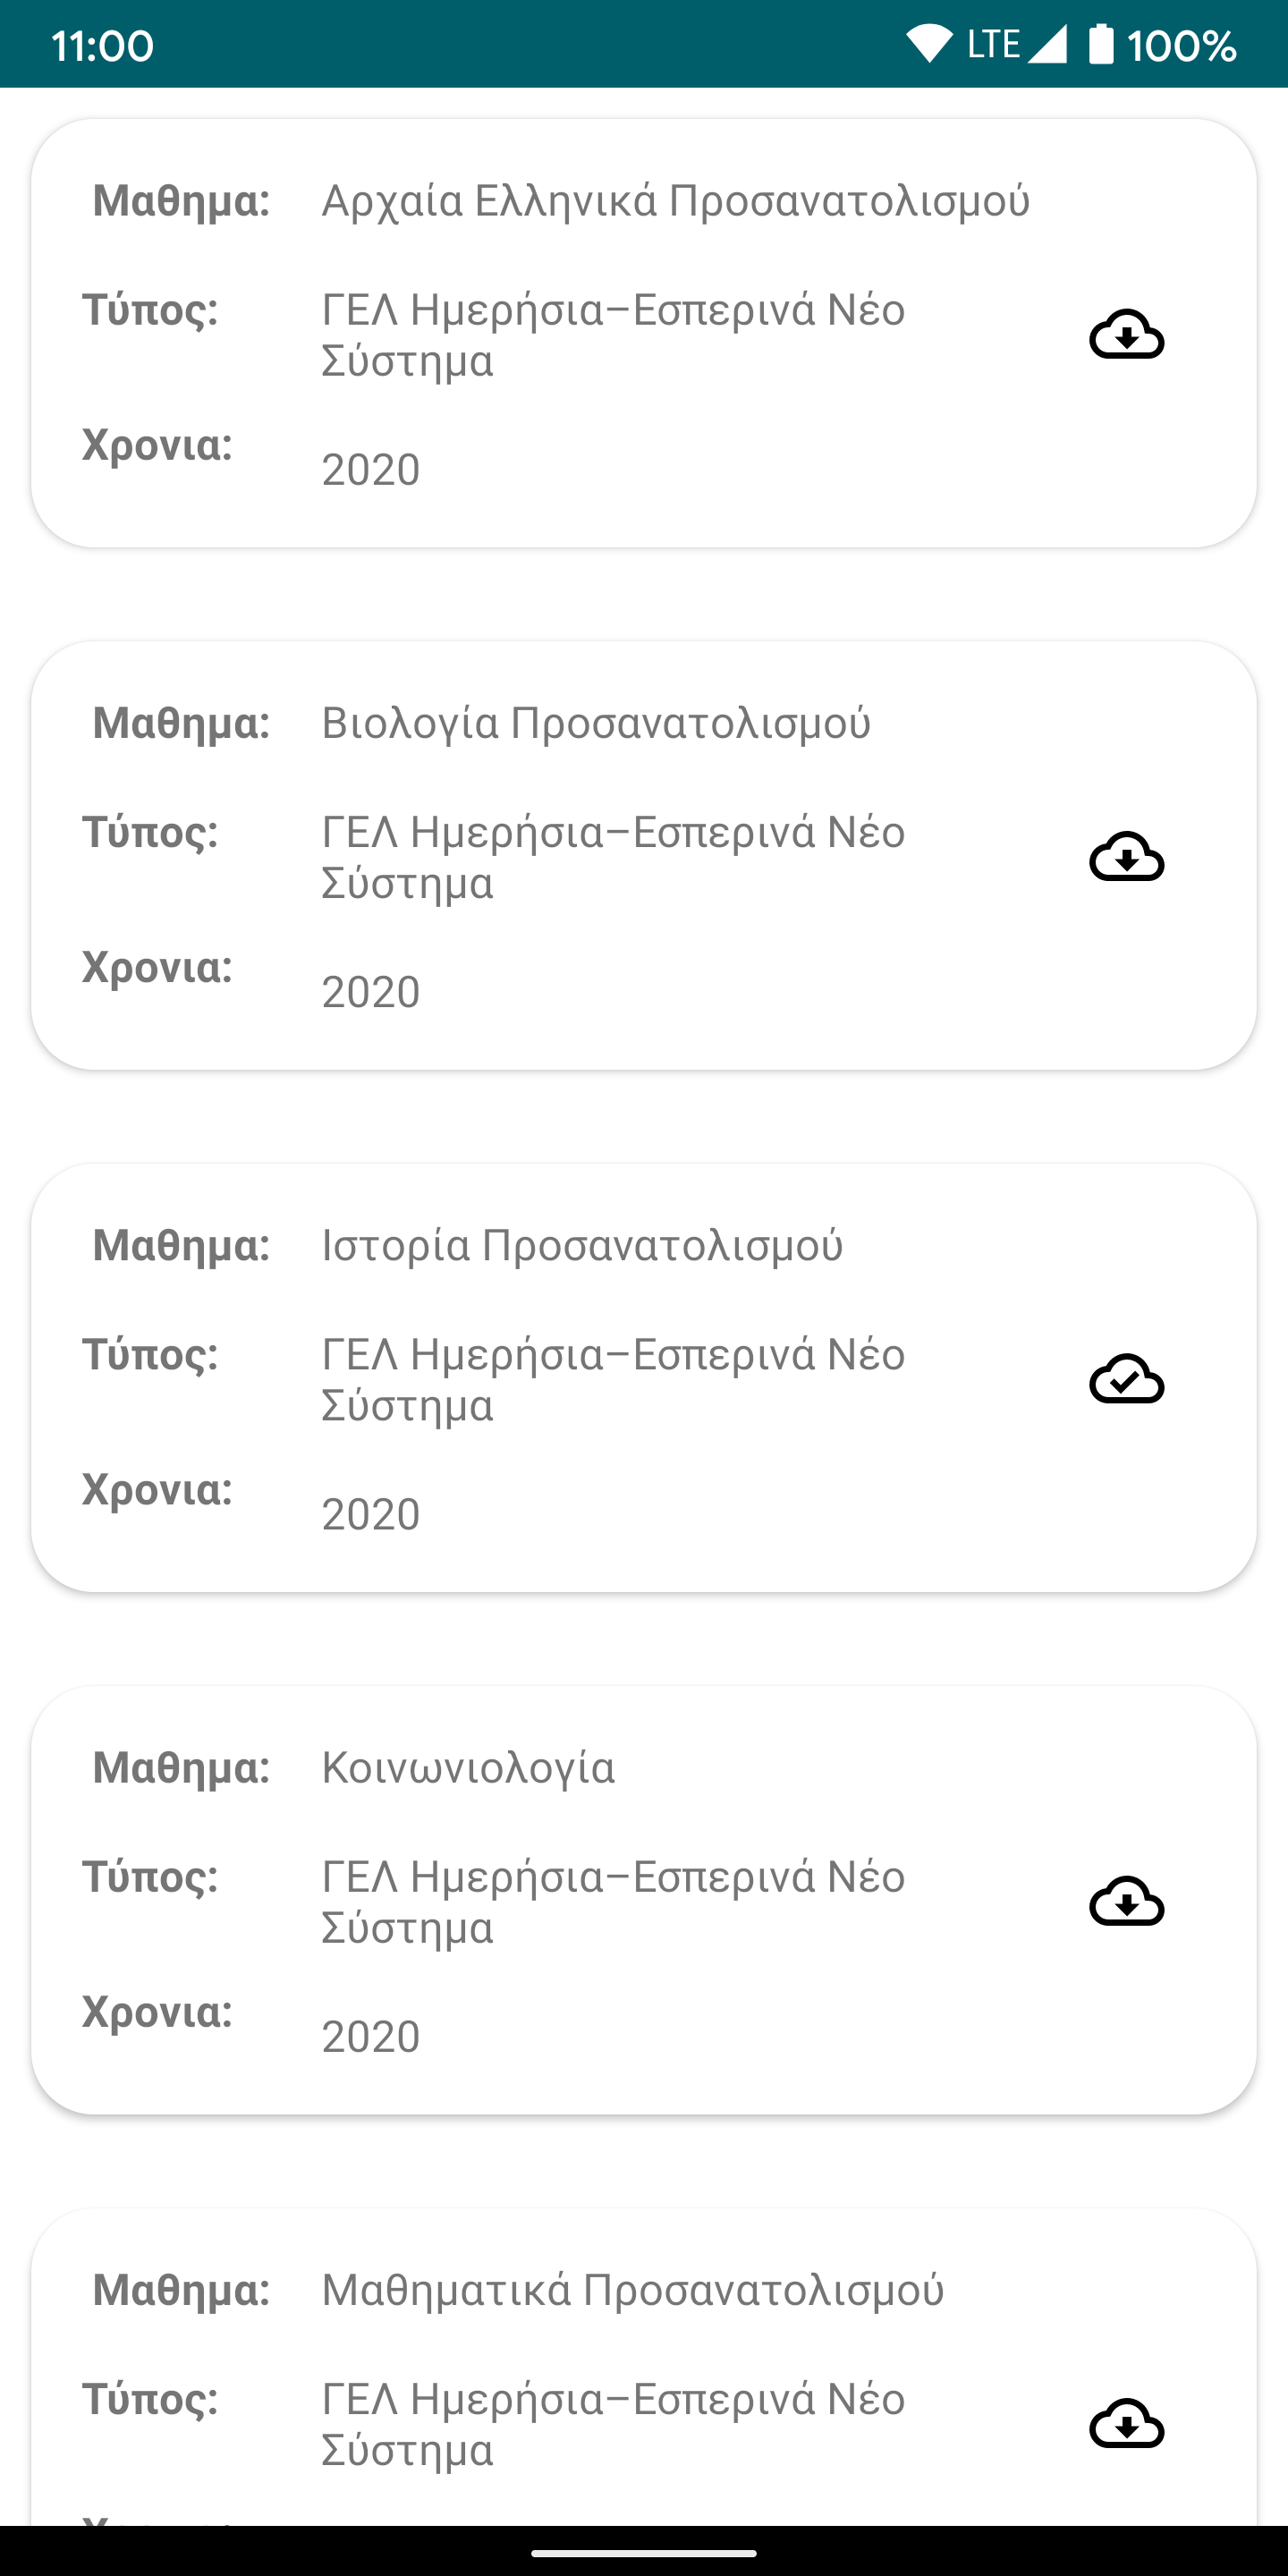 11:00 LTE 100%
Μαθημα: Αρχαία Ελληνικά Προσανατολισμού
Τύπος: ΓΕΛ Ημερήσια–Εσπερινά Νέο
Σύστημα
Χρονια:
2020
Μαθημα: Βιολογία Προσανατολισμού
Τύπος: ΓΕΛ Ημερήσια–Εσπερινά Νέο
Σύστημα
Χρονια:
2020
Μαθημα: Ιστορία Προσανατολισμού
Τύπος: ΓΕΛ Ημερήσια–Εσπερινά Νέο
Σύστημα
Χρονια:
2020
Μαθημα: Κοινωνιολογία
Τύπος: ΓΕΛ Ημερήσια–Εσπερινά Νέο
Σύστημα
Χρονια:
2020
Μαθημα: Μαθηματικά Προσανατολισμού
Τύπος: ΓΕΛ Ημερήσια–Εσπερινά Νέο
Σύστημα